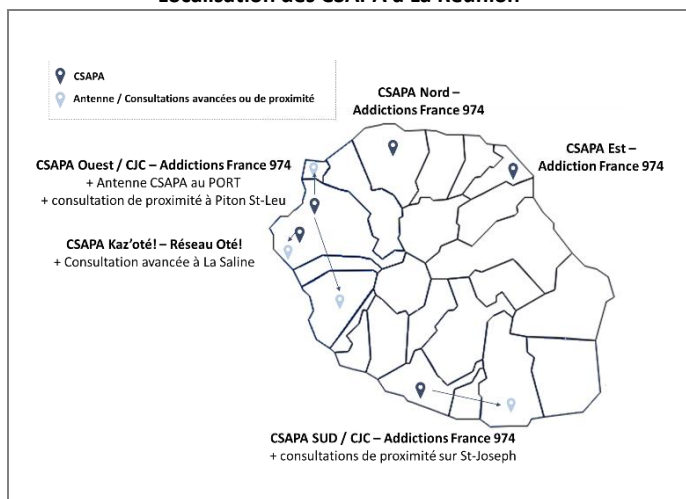 Localisation des CSAPA à La Réunion
CSAPA
Antenne / Consultations avancées ou de proximité
CSAPA Nord –
Addictions France 974
CSAPA Est –
Addiction France 974
CSAPA Ouest / CJC – Addictions France 974
+ Antenne CSAPA au PORT
+ consultation de proximité à Piton St-Leu
CSAPA Kaz’oté! – Réseau Oté!
+ Consultation avancée à La Saline
CSAPA SUD / CJC – Addictions France 974
+ consultations de proximité sur St-Joseph